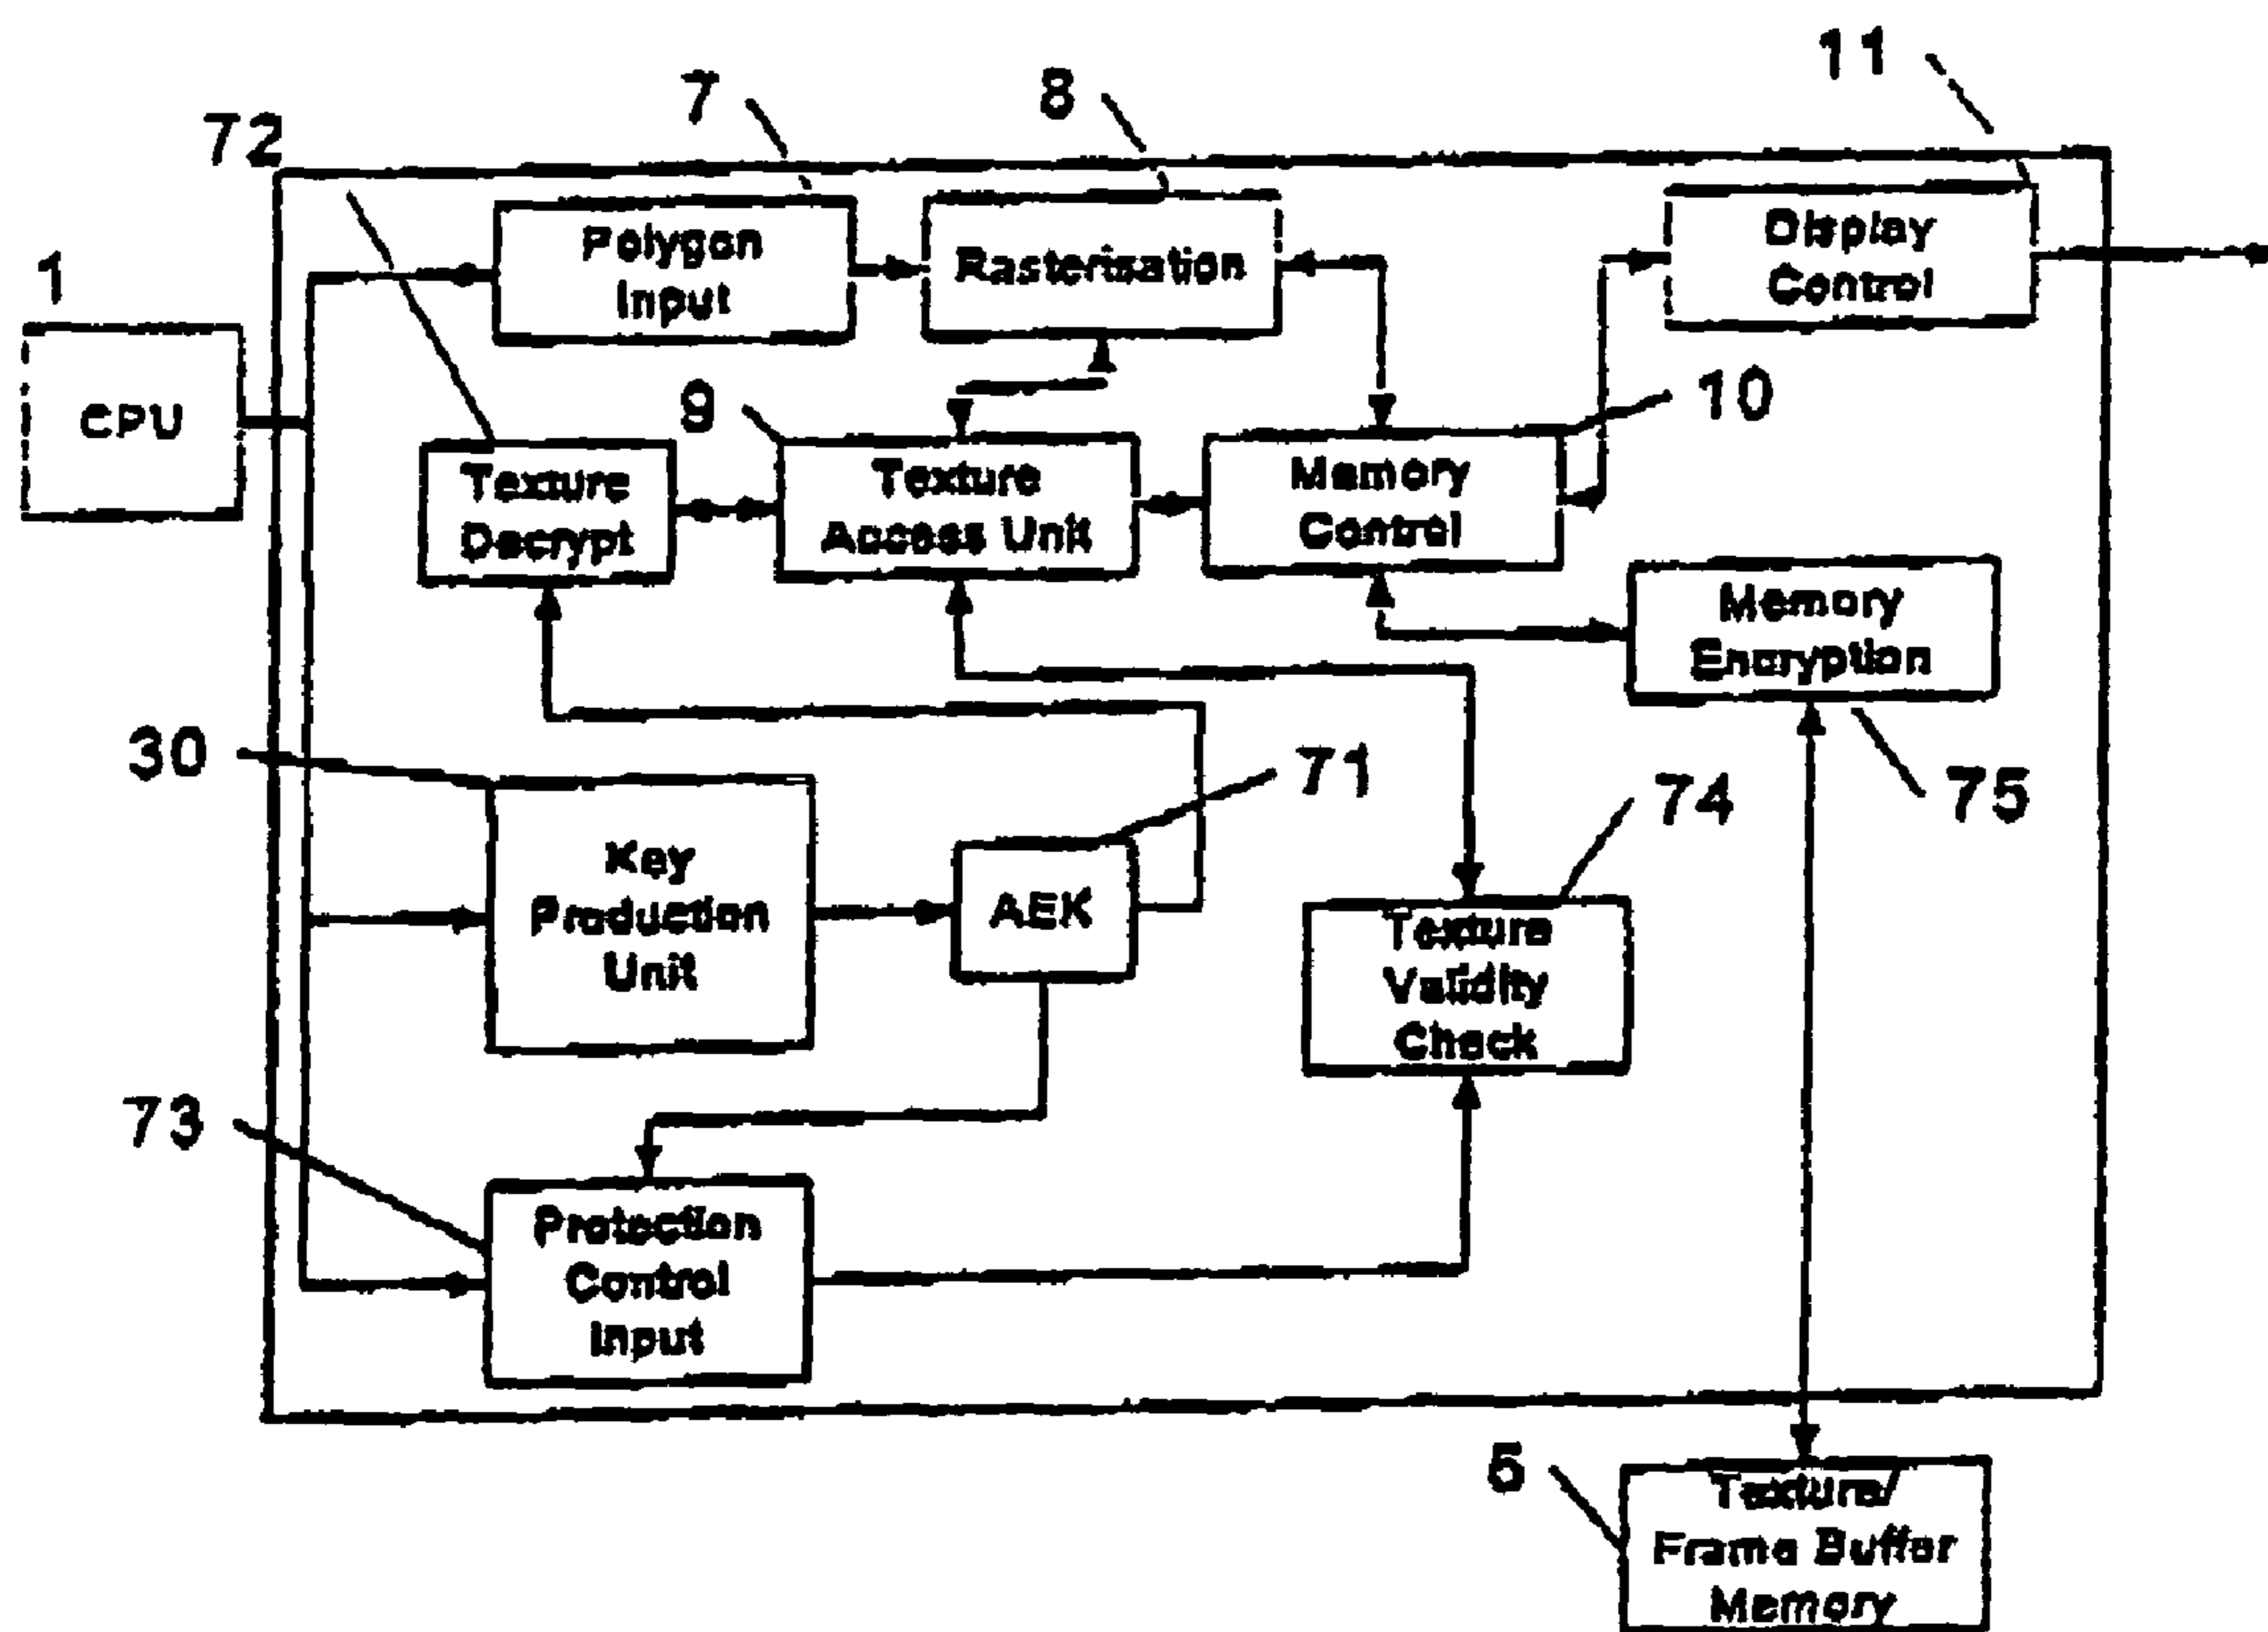 11
7
8
72
Polygon
Input
Rasterisation
Display
Control
1
CPU
9
10
Texture
Decrypt
Texture
Access Unit
Memory
Control
Memory
Encryption
30
71
74
75
Key
Production
Unit
AEK
Texture
Validity
Check
73
Protection
Control
Input
5
Texture/
Frame Buffer
Memory